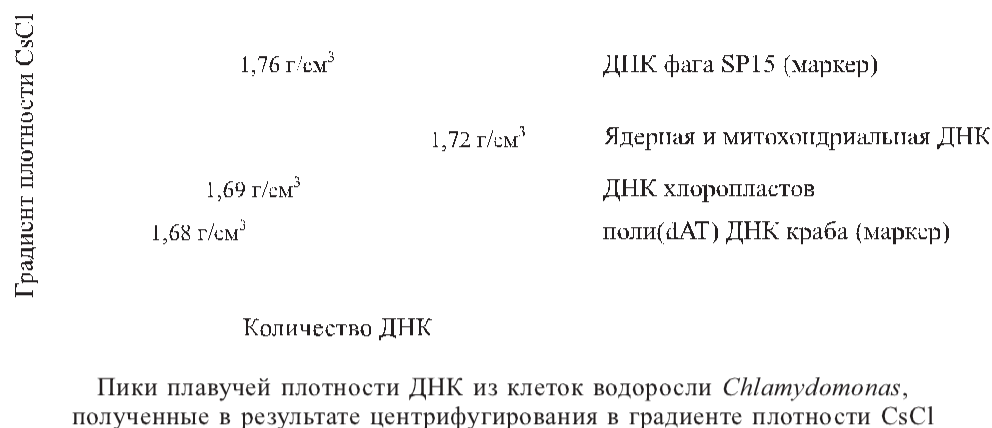 Градиент плотности CsCl
1,76 г/см³ ДНК фага SP15 (маркер)
1,72 г/см³ Ядерная и митохондриальная ДНК
1,69 г/см³ ДНК хлоропластов
1,68 г/см³ поли(dAT) ДНК краба (маркер)
Количество ДНК
Пики плавучей плотности ДНК из клеток водоросли Chlamydomonas,
полученные в результате центрифугирования в градиенте плотности CsCl